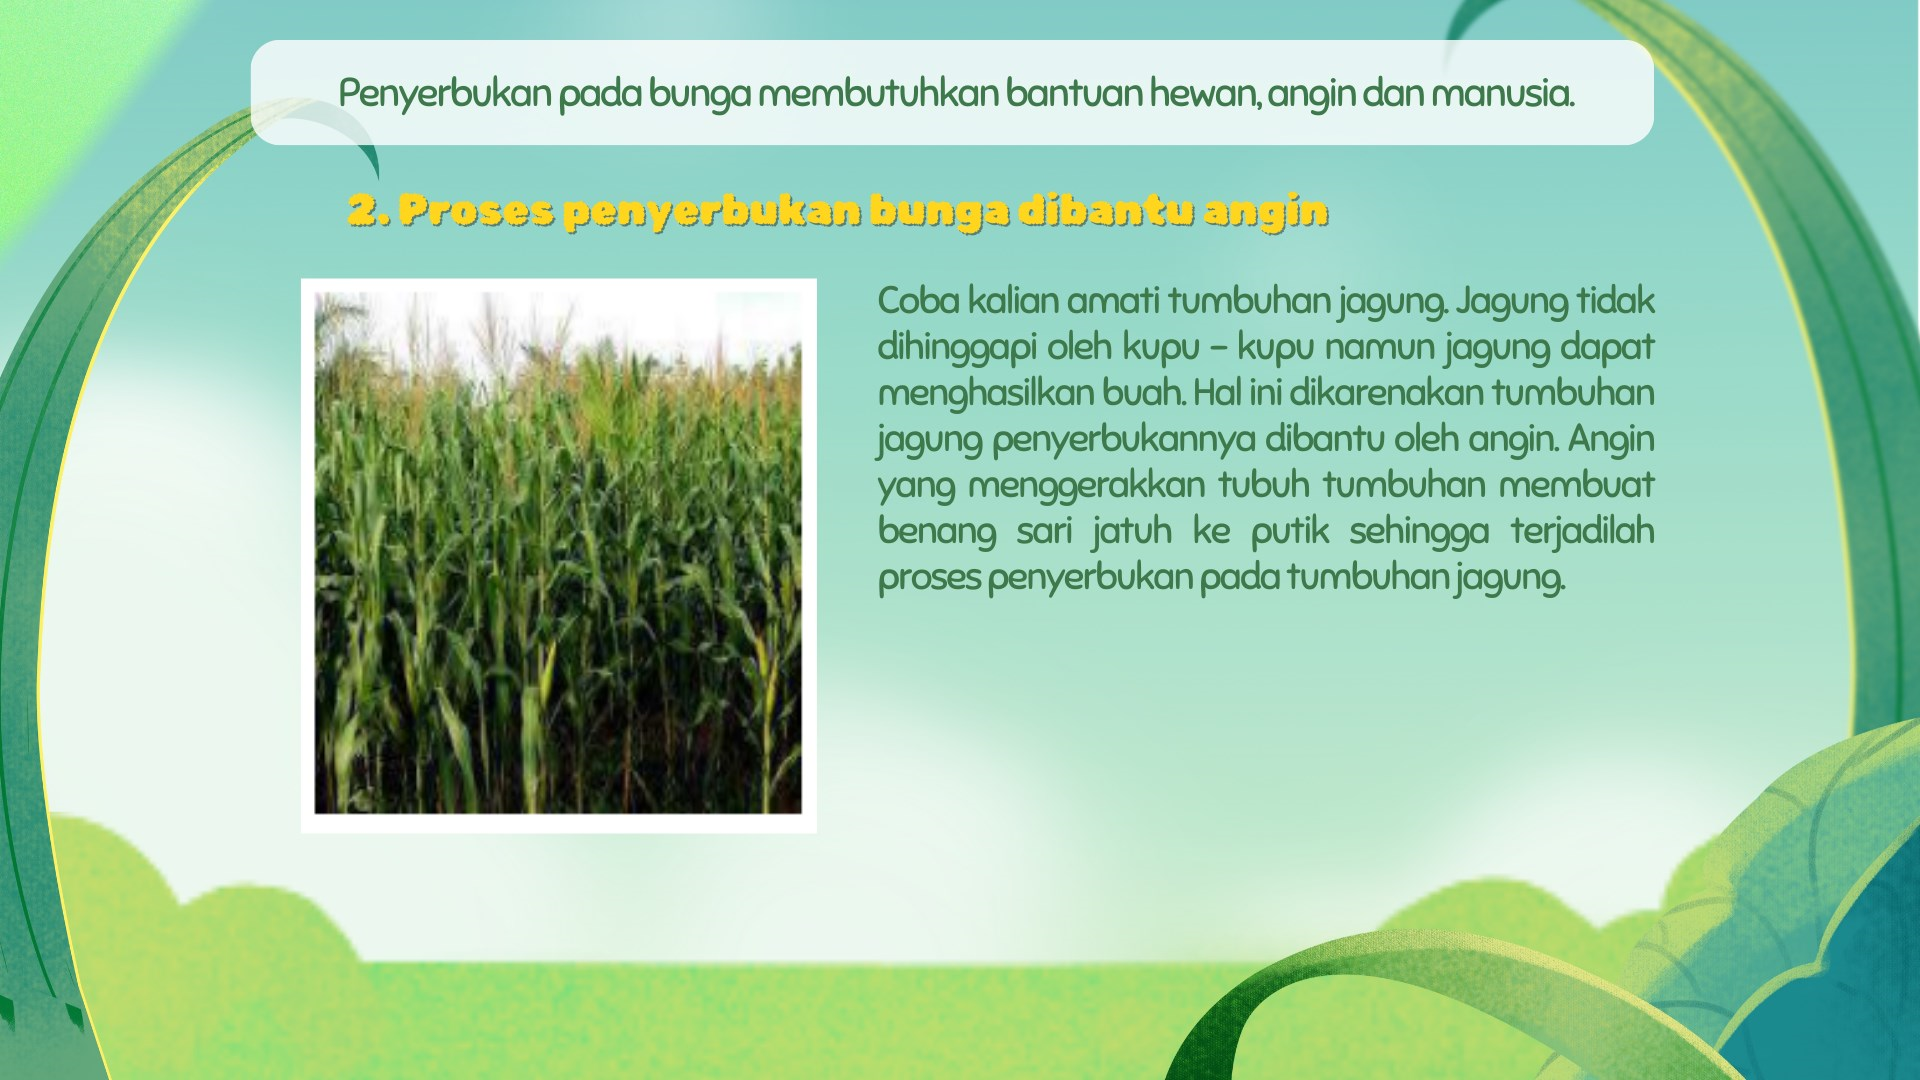 Penyerbukan pada bunga membutuhkan bantuan hewan, angin dan manusia.
2. Proses penyerbukan bunga dibantu angin
Coba kalian amati tumbuhan jagung. Jagung tidak
dihinggapi oleh kupu – kupu namun jagung dapat
menghasilkan buah. Hal ini dikarenakan tumbuhan
jagung penyerbukannya dibantu oleh angin. Angin
yang menggerakkan tubuh tumbuhan membuat
benang sari jatuh ke putik sehingga terjadilah
proses penyerbukan pada tumbuhan jagung.